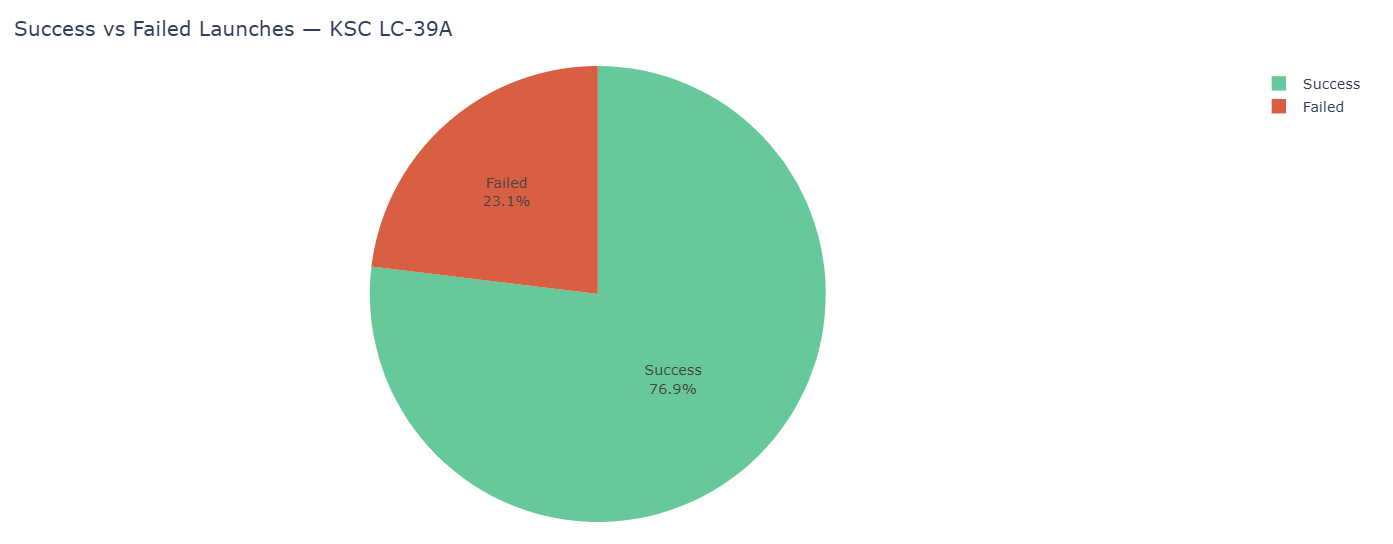 Success vs Failed Launches — KSC LC-39A
Success
Failed
Failed
23.1%
Success
76.9%